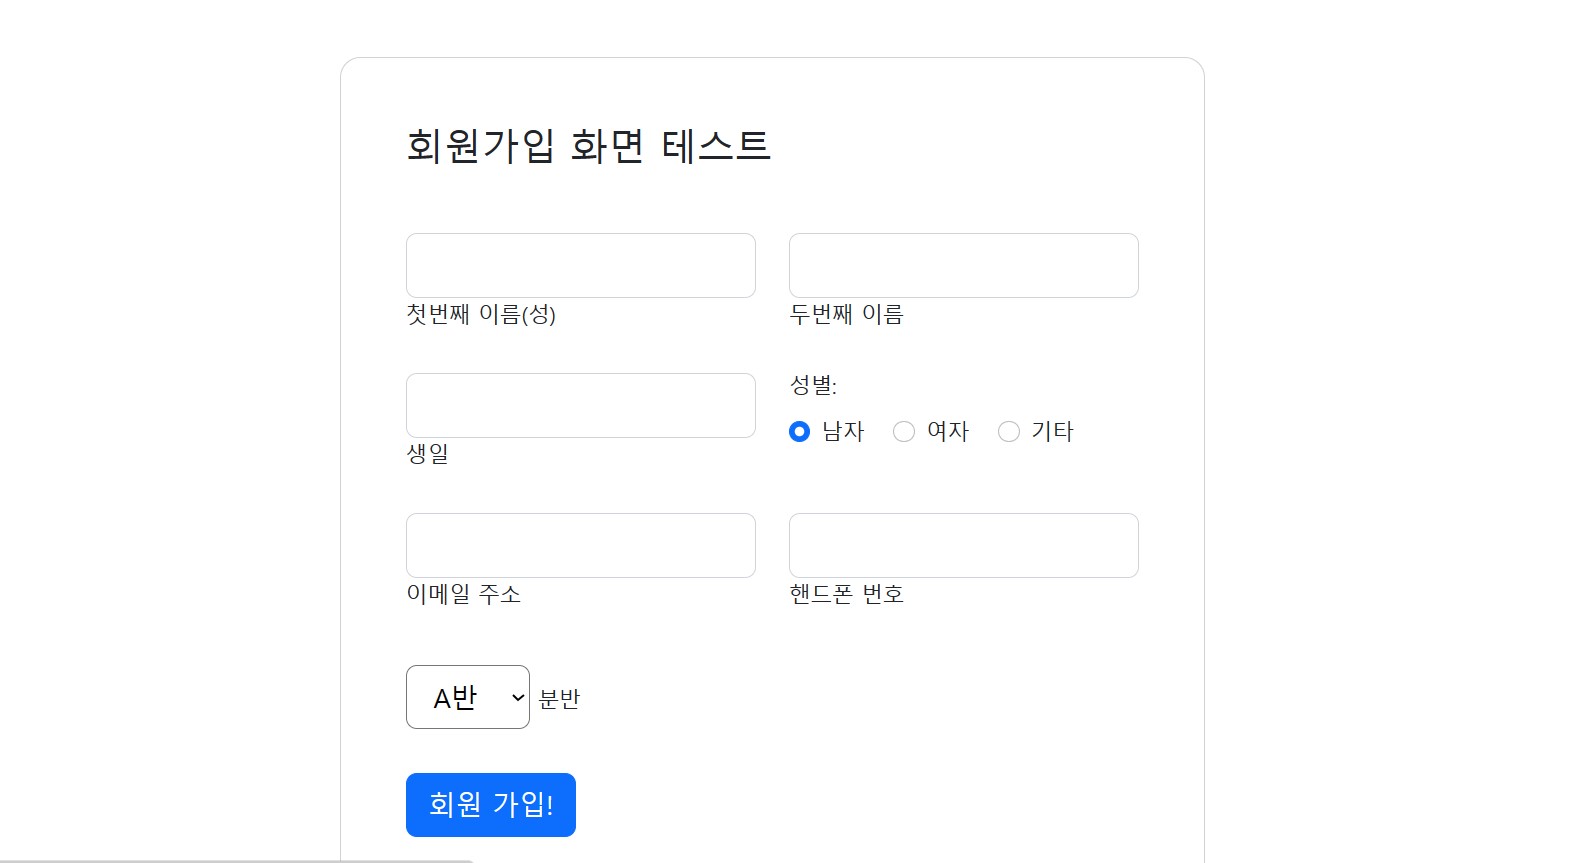 회원가입 화면 테스트
첫번째 이름(성) 두번째 이름
성별:
남자 여자 기타
생일
이메일 주소 핸드폰 번호
A반 분반
회원 가입!